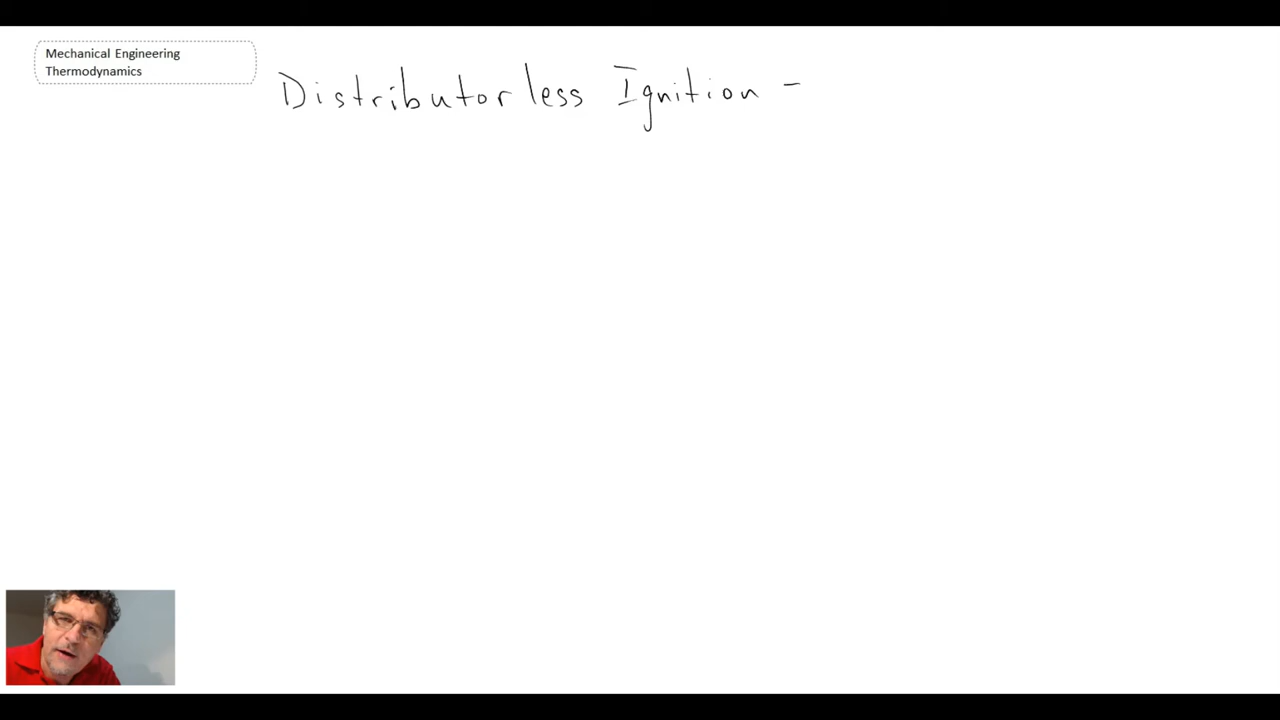 Mechanical Engineering
Thermodynamics
Distributorless Ignition -